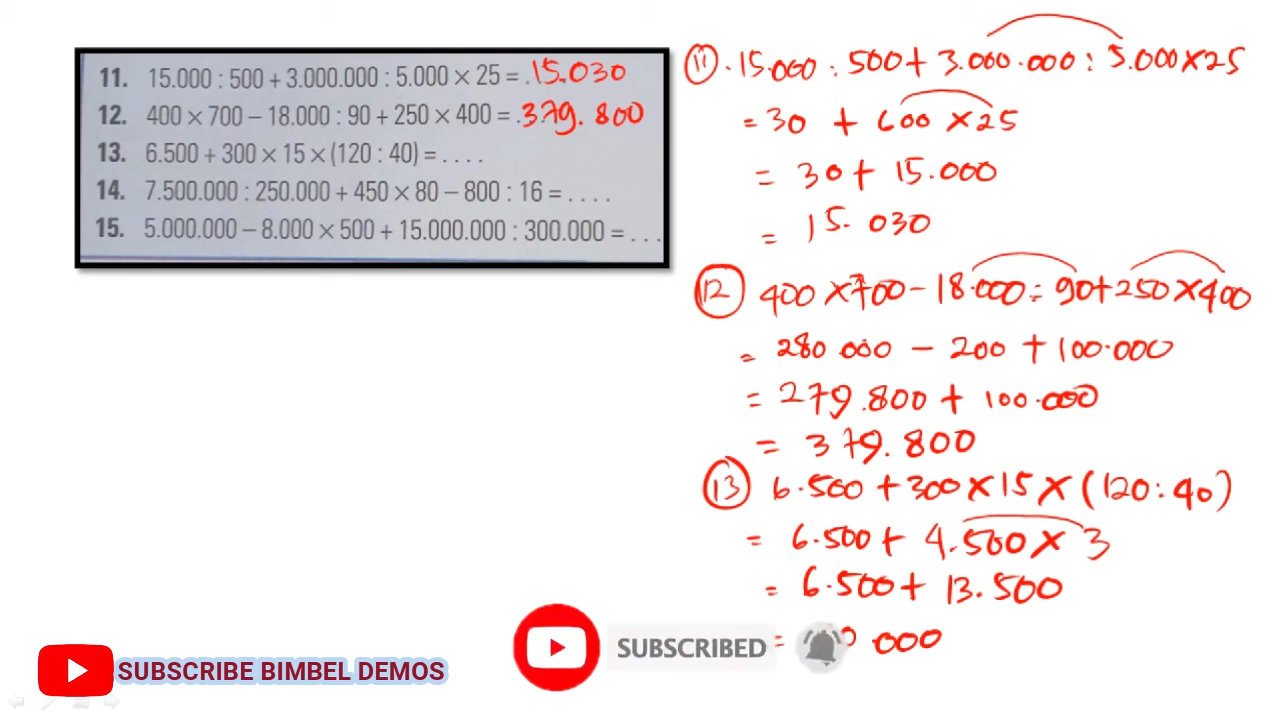 11. 15.000 : 500 + 3.000.000 : 5.000 × 25 = .15.030
12. 400 × 700 – 18.000 : 90 + 250 × 400 = .379.800
13. 6.500 + 300 × 15 × (120 : 40) = . . . .
14. 7.500.000 : 250.000 + 450 × 80 – 800 : 16 = . . . .
15. 5.000.000 – 8.000 × 500 + 15.000.000 : 300.000 = . . .
11 . 15.000 : 500 + 3.000.000 : 5.000 × 25
= 30 + 600 × 25
= 30 + 15.000
= 15.030
12 400 × 700 – 18.000 : 90 + 250 × 400
= 280.000 – 200 + 100.000
= 279.800 + 100.000
= 379.800
13 6.500 + 300 × 15 × (120 : 40)
= 6.500 + 4.500 × 3
= 6.500 + 13.500
= 000
SUBSCRIBED
SUBSCRIBE BIMBEL DEMOS